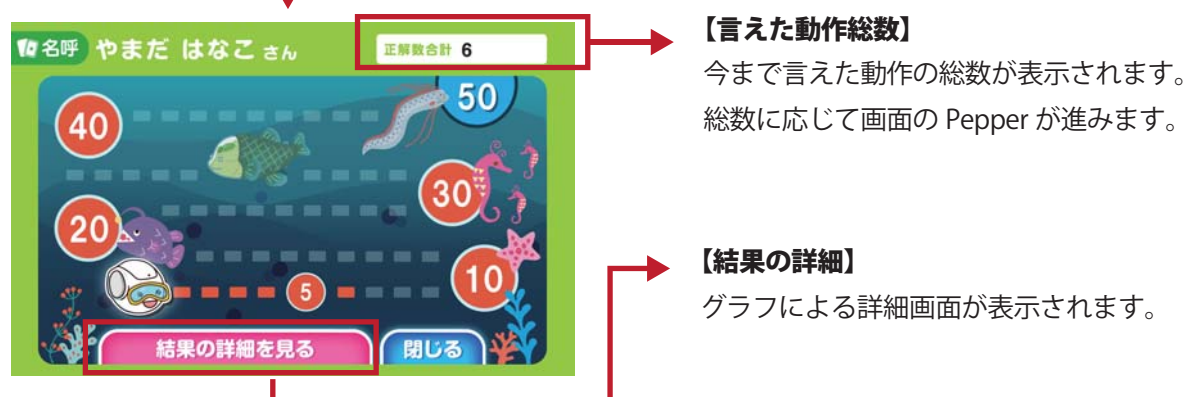 名呼 やまだ はなこ さん
正解数合計 6
50
40
30
20
10
5
結果の詳細を見る
閉じる
【言えた動作総数】
今まで言えた動作の総数が表示されます。
総数に応じて画面の Pepper が進みます。
【結果の詳細】
グラフによる詳細画面が表示されます。